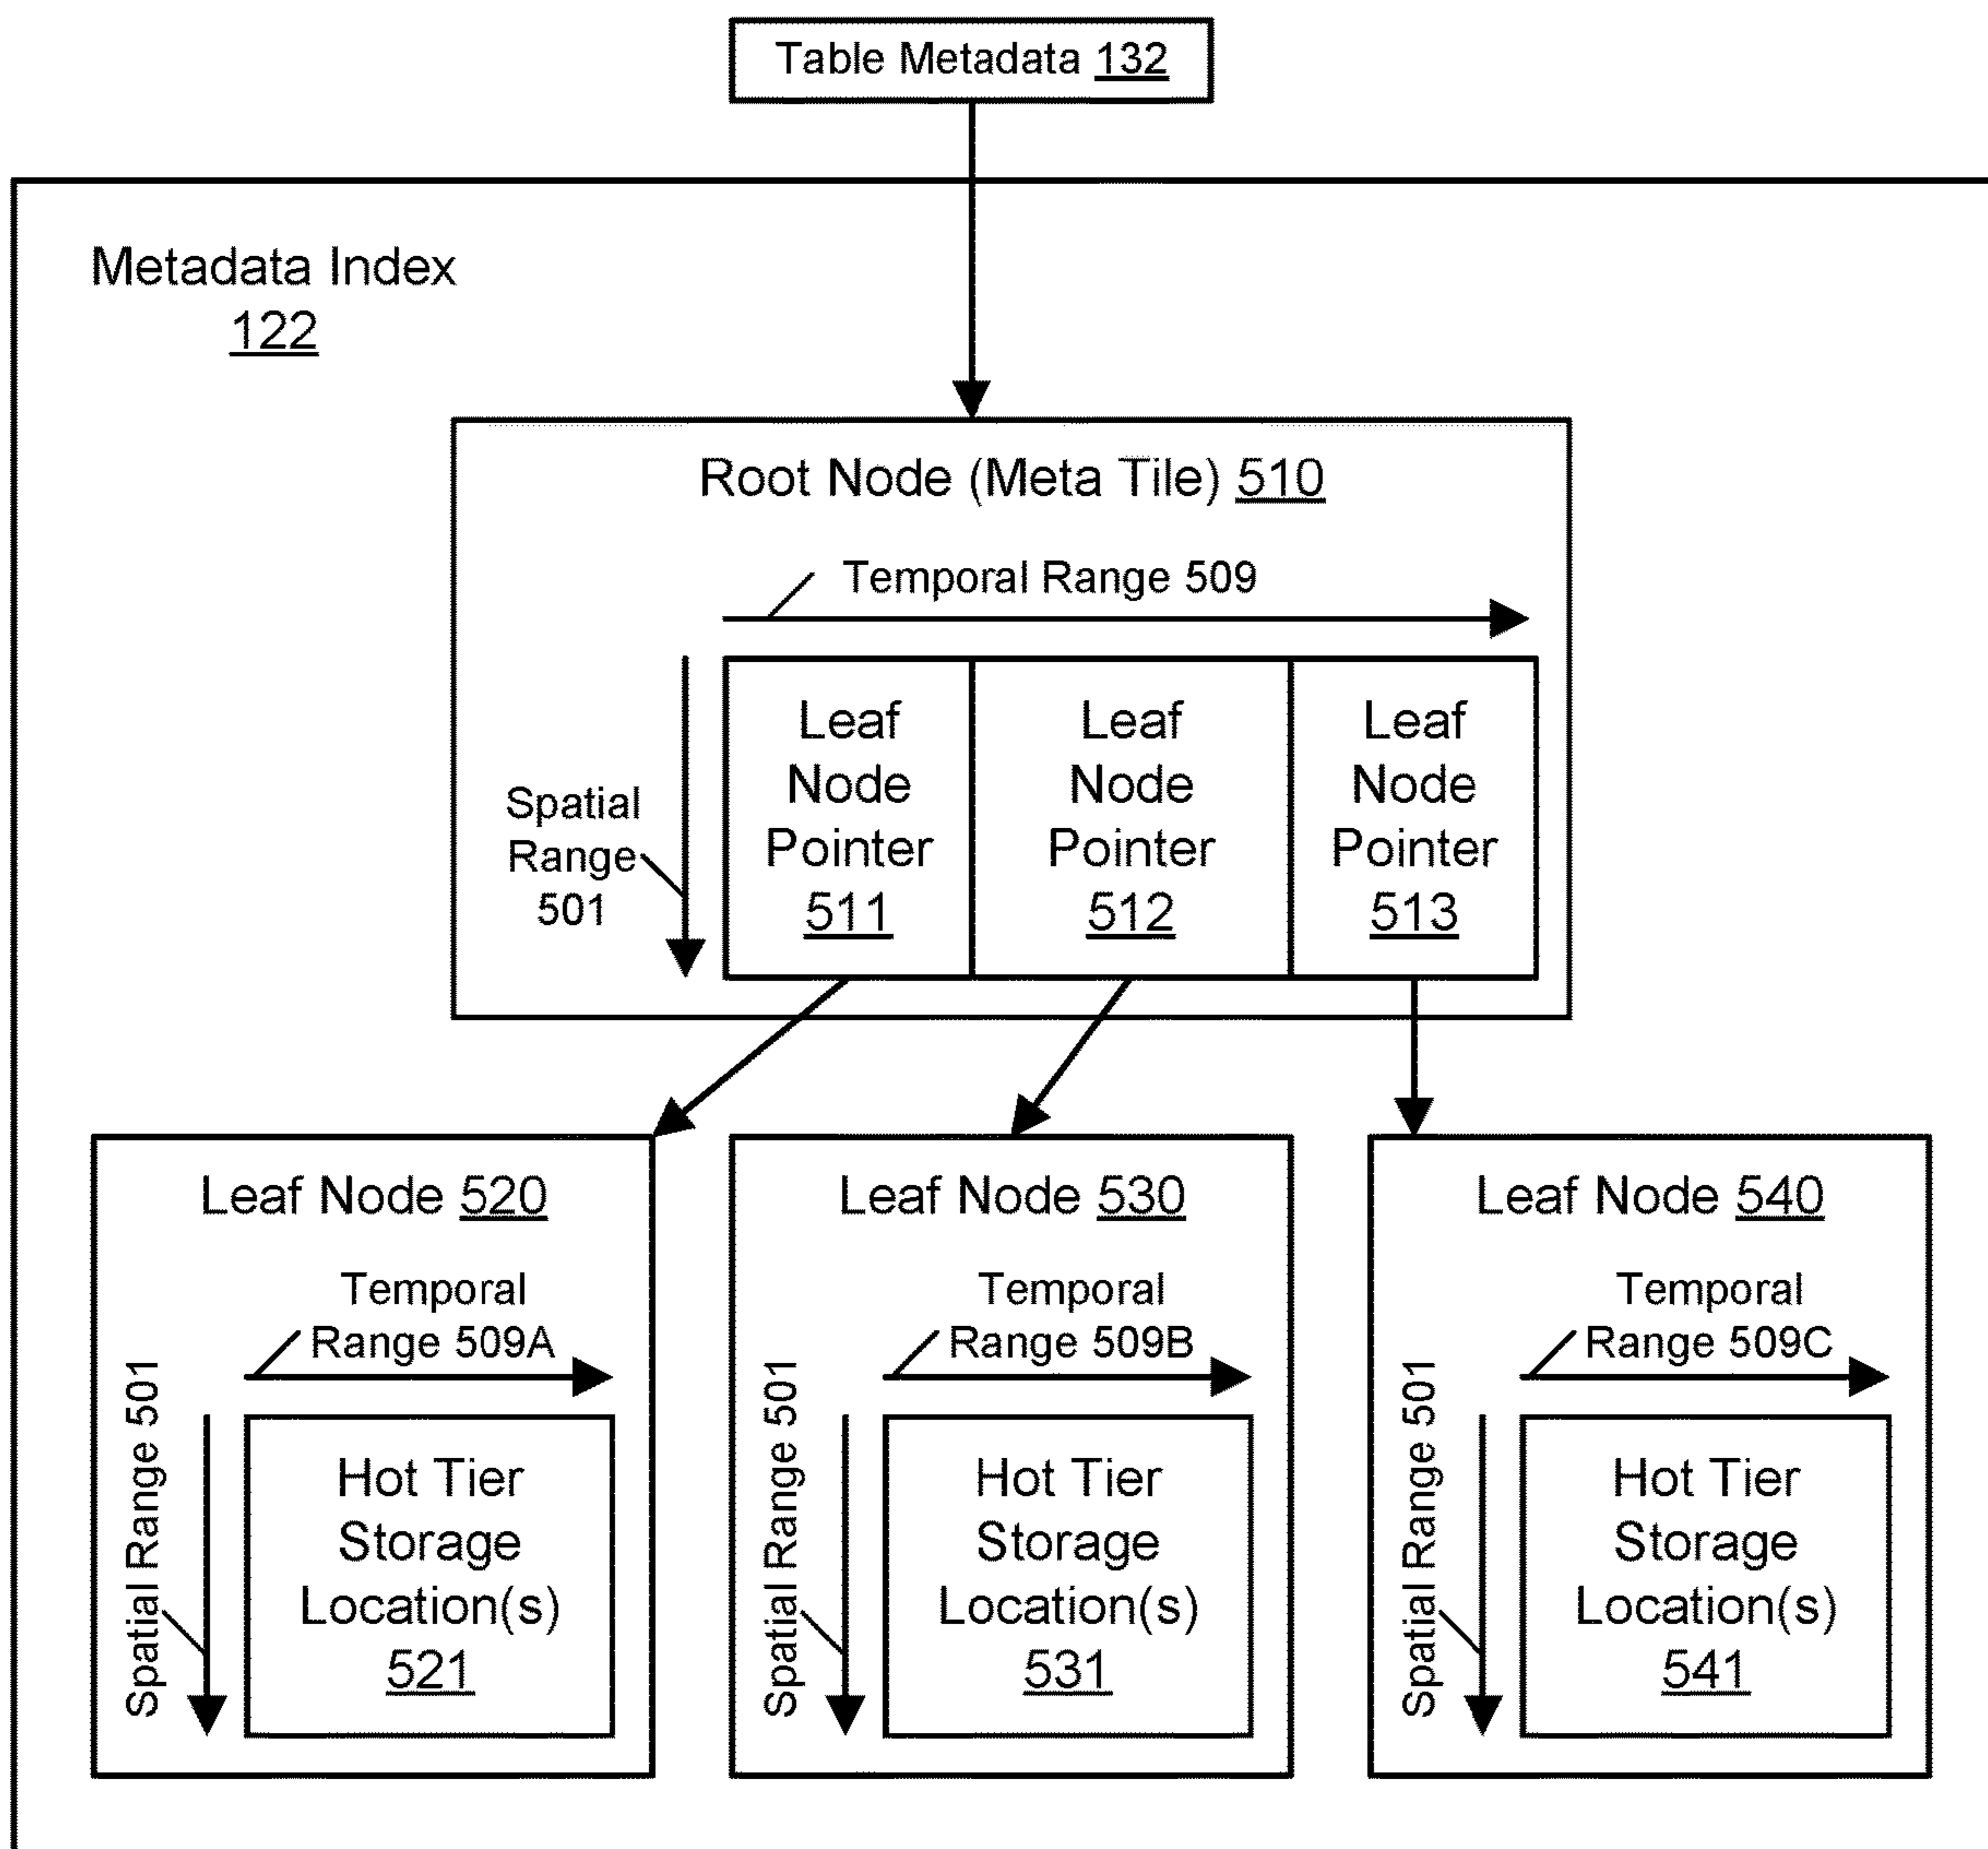 Table Metadata 132
Metadata Index
122
Root Node (Meta Tile) 510
Temporal Range 509
Spatial
Range
501
Leaf
Node
Pointer
511
Leaf
Node
Pointer
512
Leaf
Node
Pointer
513
Leaf Node 520
Temporal
Range 509A
Spatial Range 501
Hot Tier
Storage
Location(s)
521
Leaf Node 530
Temporal
Range 509B
Spatial Range 501
Hot Tier
Storage
Location(s)
531
Leaf Node 540
Temporal
Range 509C
Spatial Range 501
Hot Tier
Storage
Location(s)
541